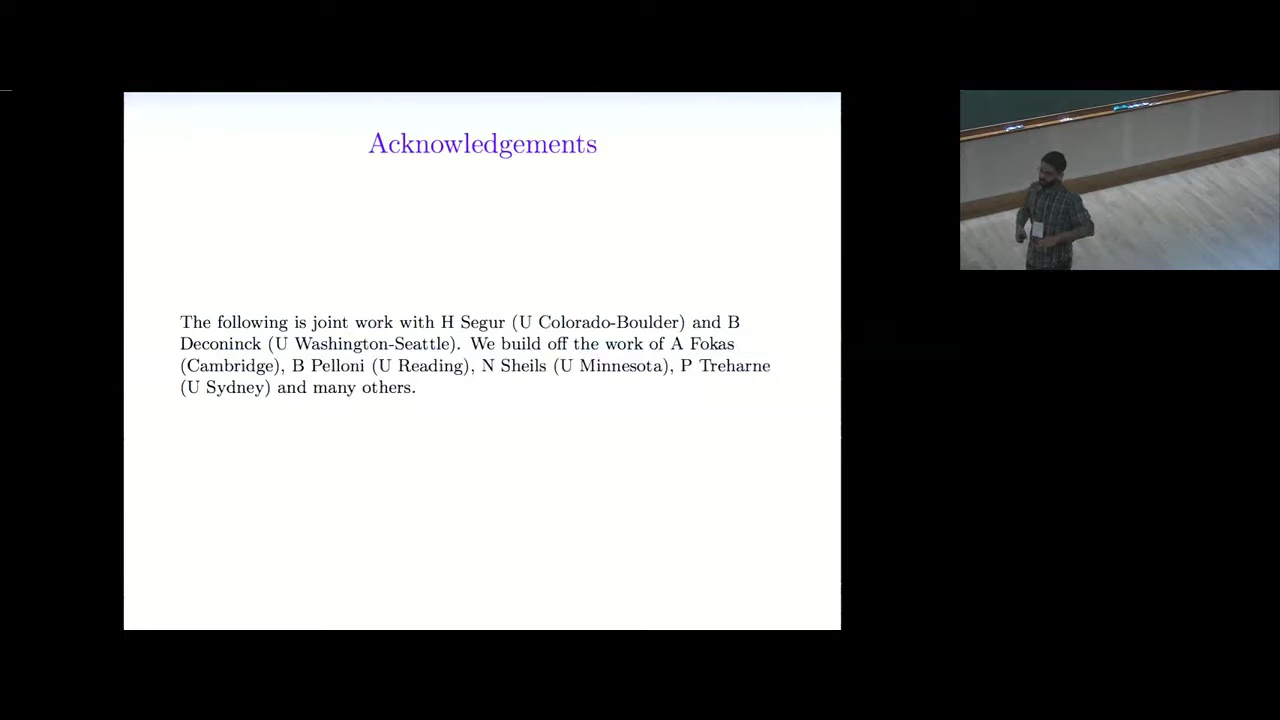 Acknowledgements
The following is joint work with H Segur (U Colorado-Boulder) and B
Deconinck (U Washington-Seattle). We build off the work of A Fokas
(Cambridge), B Pelloni (U Reading), N Sheils (U Minnesota), P Treharne
(U Sydney) and many others.